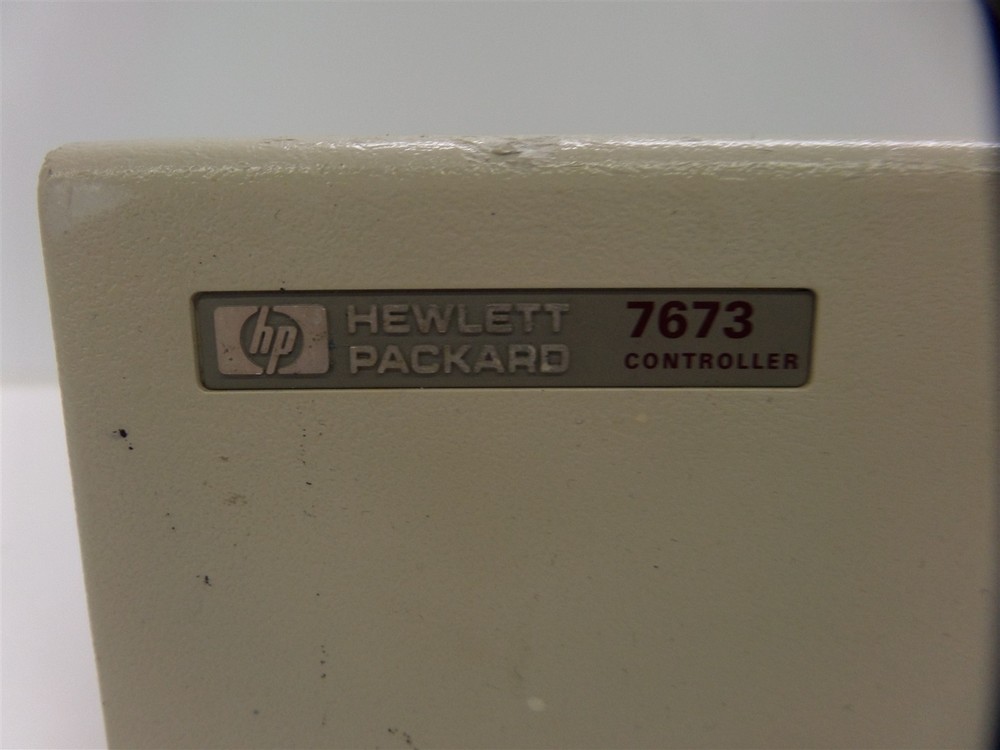 hp HEWLETT PACKARD
7673 CONTROLLER